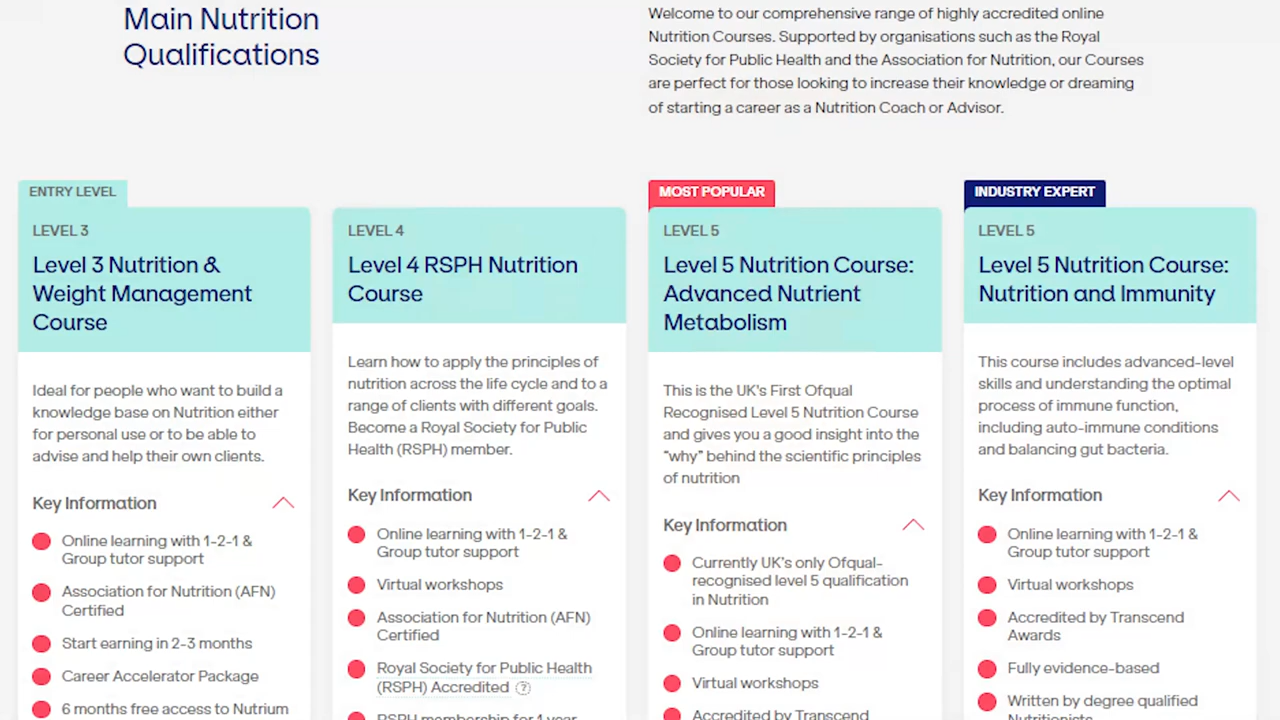 Main Nutrition
Qualifications
Welcome to our comprehensive range of highly accredited online
Nutrition Courses. Supported by organisations such as the Royal
Society for Public Health and the Association for Nutrition, our Courses
are perfect for those looking to increase their knowledge or dreaming
of starting a career as a Nutrition Coach or Advisor.
ENTRY LEVEL
LEVEL 3
Level 3 Nutrition &
Weight Management
Course
Ideal for people who want to build a
knowledge base on Nutrition either
for personal use or to be able to
advise and help their own clients.
Key Information
Online learning with 1-2-1 &
Group tutor support
Association for Nutrition (AFN)
Certified
Start earning in 2-3 months
Career Accelerator Package
6 months free access to Nutrium
LEVEL 4
Level 4 RSPH Nutrition
Course
Learn how to apply the principles of
nutrition across the life cycle and to a
range of clients with different goals.
Become a Royal Society for Public
Health (RSPH) member.
Key Information
Online learning with 1-2-1 &
Group tutor support
Virtual workshops
Association for Nutrition (AFN)
Certified
Royal Society for Public Health
(RSPH) Accredited ?
RSPH membership for 1 year
MOST POPULAR
LEVEL 5
Level 5 Nutrition Course:
Advanced Nutrient
Metabolism
This is the UK's First Ofqual
Recognised Level 5 Nutrition Course
and gives you a good insight into the
“why” behind the scientific principles
of nutrition
Key Information
Currently UK's only Ofqual-
recognised level 5 qualification
in Nutrition
Online learning with 1-2-1 &
Group tutor support
Virtual workshops
Accredited by Transcend
INDUSTRY EXPERT
LEVEL 5
Level 5 Nutrition Course:
Nutrition and Immunity
This course includes advanced-level
skills and understanding the optimal
process of immune function,
including auto-immune conditions
and balancing gut bacteria.
Key Information
Online learning with 1-2-1 &
Group tutor support
Virtual workshops
Accredited by Transcend
Awards
Fully evidence-based
Written by degree qualified
Nutritionists